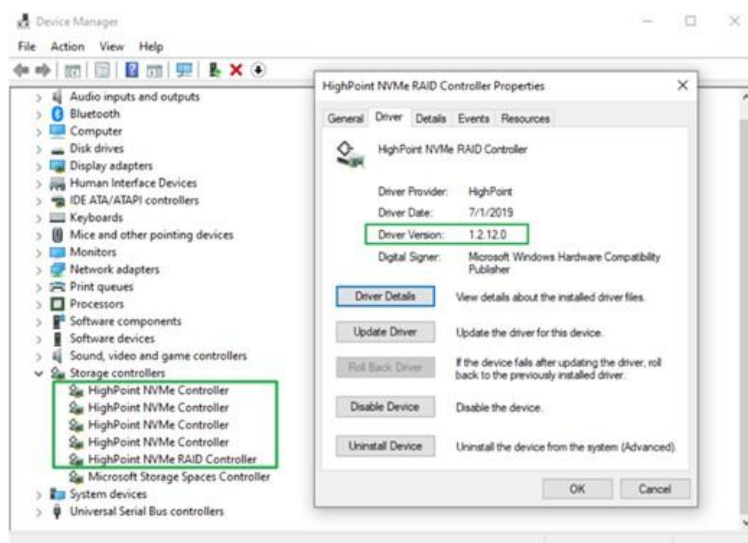 Device Manager
File Action View Help
Audio inputs and outputs
Bluetooth
Computer
Disk drives
Display adapters
Human Interface Devices
IDE ATA/ATAPI controllers
Keyboards
Mice and other pointing devices
Monitors
Network adapters
Print queues
Processors
Software components
Software devices
Sound, video and game controllers
Storage controllers
HighPoint NVMe Controller
HighPoint NVMe Controller
HighPoint NVMe Controller
HighPoint NVMe Controller
HighPoint NVMe RAID Controller
Microsoft Storage Spaces Controller
System devices
Universal Serial Bus controllers
HighPoint NVMe RAID Controller Properties
General Driver Details Events Resources
HighPoint NVMe RAID Controller
Driver Provider: HighPoint
Driver Date: 7/1/2019
Driver Version: 1.2.12.0
Digital Signer: Microsoft Windows Hardware Compatibility
Publisher
Driver Details View details about the installed driver files.
Update Driver Update the driver for this device.
Roll Back Driver If the device fails after updating the driver, roll
back to the previously installed driver.
Disable Device Disable the device.
Uninstall Device Uninstall the device from the system (Advanced).
OK Cancel